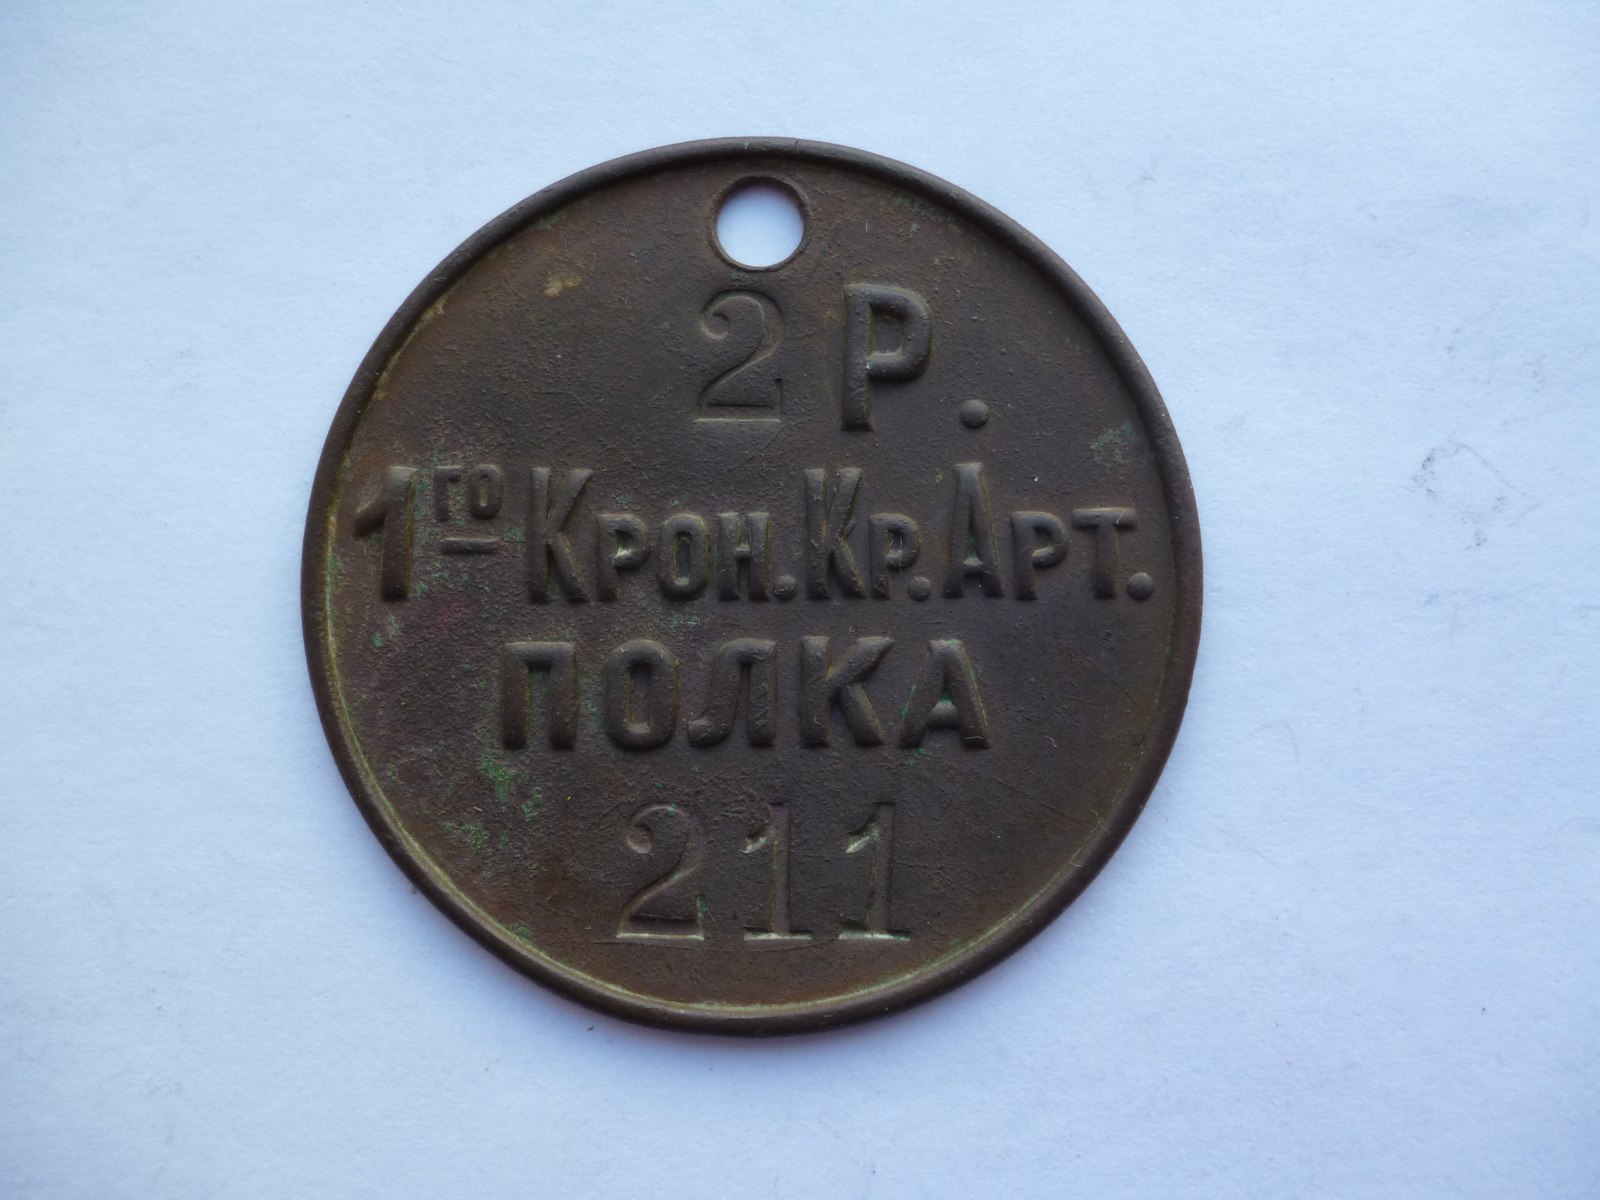 2 Р.
1го Крон. Кр. Арт.
ПОЛКА
211